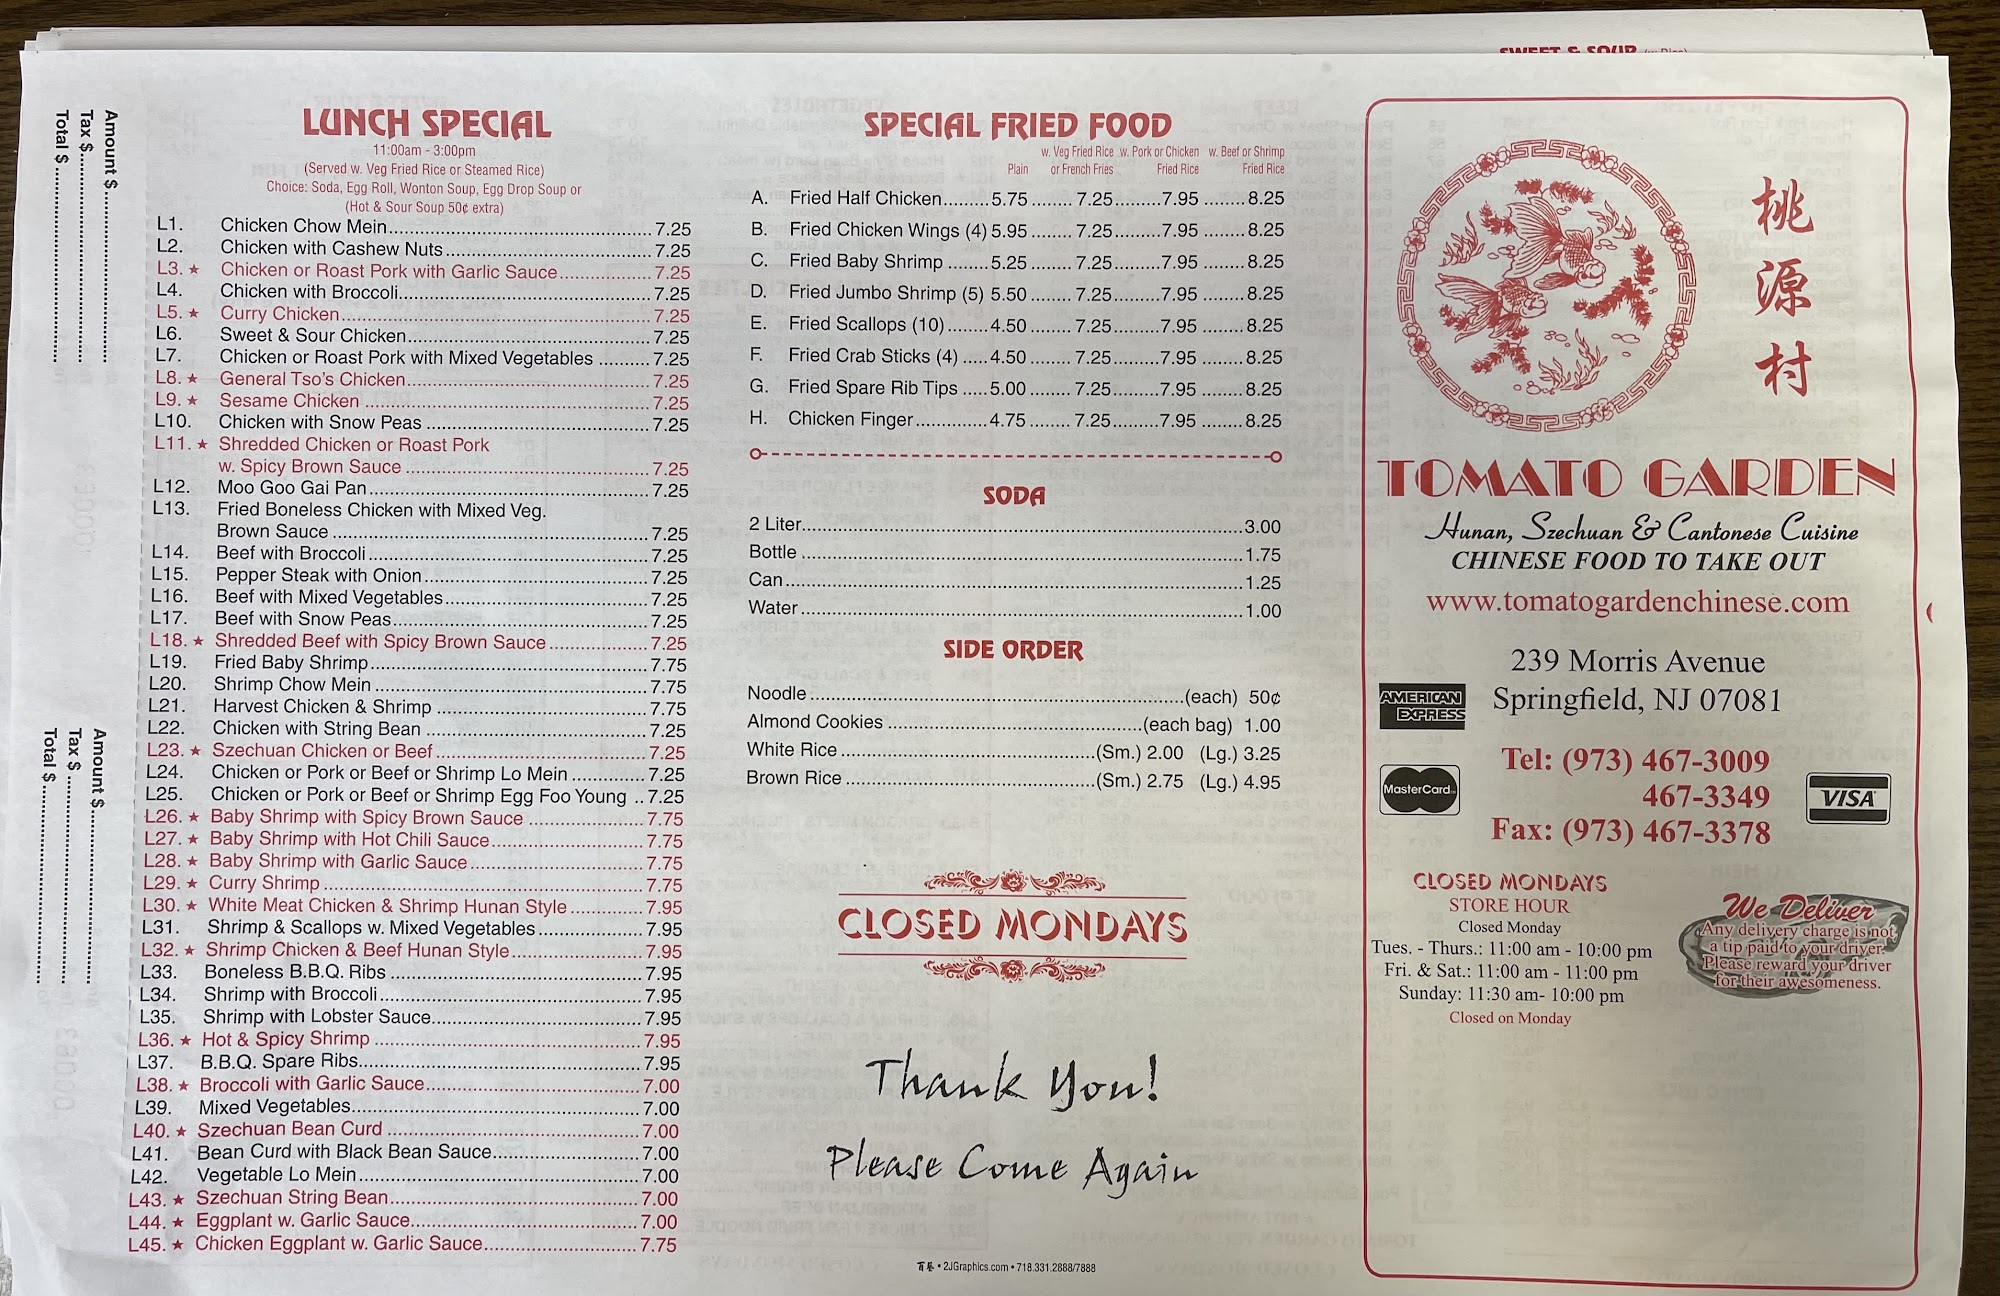 Amount $
Tax $
Total $
Amount $
Tax $
Total $
LUNCH SPECIAL
11:00am - 3:00pm
(Served w. Veg Fried Rice or Steamed Rice)
Choice: Soda, Egg Roll, Wonton Soup, Egg Drop Soup or
(Hot & Sour Soup 50¢ extra)
L1. Chicken Chow Mein 7.25
L2. Chicken with Cashew Nuts 7.25
L3. ★ Chicken or Roast Pork with Garlic Sauce 7.25
L4. Chicken with Broccoli 7.25
L5. ★ Curry Chicken 7.25
L6. Sweet & Sour Chicken 7.25
L7. Chicken or Roast Pork with Mixed Vegetables 7.25
L8. ★ General Tso's Chicken 7.25
L9. ★ Sesame Chicken 7.25
L10. Chicken with Snow Peas 7.25
L11. ★ Shredded Chicken or Roast Pork
w. Spicy Brown Sauce 7.25
L12. Moo Goo Gai Pan 7.25
L13. Fried Boneless Chicken with Mixed Veg.
Brown Sauce 7.25
L14. Beef with Broccoli 7.25
L15. Pepper Steak with Onion 7.25
L16. Beef with Mixed Vegetables 7.25
L17. Beef with Snow Peas 7.25
L18. ★ Shredded Beef with Spicy Brown Sauce 7.25
L19. Fried Baby Shrimp 7.75
L20. Shrimp Chow Mein 7.75
L21. Harvest Chicken & Shrimp 7.75
L22. Chicken with String Bean 7.25
L23. ★ Szechuan Chicken or Beef 7.25
L24. Chicken or Pork or Beef or Shrimp Lo Mein 7.25
L25. Chicken or Pork or Beef or Shrimp Egg Foo Young 7.25
L26. ★ Baby Shrimp with Spicy Brown Sauce 7.75
L27. ★ Baby Shrimp with Hot Chili Sauce 7.75
L28. ★ Baby Shrimp with Garlic Sauce 7.75
L29. ★ Curry Shrimp 7.75
L30. ★ White Meat Chicken & Shrimp Hunan Style 7.95
L31. Shrimp & Scallops w. Mixed Vegetables 7.95
L32. ★ Shrimp Chicken & Beef Hunan Style 7.95
L33. Boneless B.B.Q. Ribs 7.95
L34. Shrimp with Broccoli 7.95
L35. Shrimp with Lobster Sauce 7.95
L36. ★ Hot & Spicy Shrimp 7.95
L37. B.B.Q. Spare Ribs 7.95
L38. ★ Broccoli with Garlic Sauce 7.00
L39. Mixed Vegetables 7.00
L40. ★ Szechuan Bean Curd 7.00
L41. Bean Curd with Black Bean Sauce 7.00
L42. Vegetable Lo Mein 7.00
L43. ★ Szechuan String Bean 7.00
L44. ★ Eggplant w. Garlic Sauce 7.00
L45. ★ Chicken Eggplant w. Garlic Sauce 7.75
SPECIAL FRIED FOOD
w. Veg Fried Rice w. Pork or Chicken w. Beef or Shrimp
Plain or French Fries Fried Rice Fried Rice
A. Fried Half Chicken 5.75 7.25 7.95 8.25
B. Fried Chicken Wings (4) 5.95 7.25 7.95 8.25
C. Fried Baby Shrimp 5.25 7.25 7.95 8.25
D. Fried Jumbo Shrimp (5) 5.50 7.25 7.95 8.25
E. Fried Scallops (10) 4.50 7.25 7.95 8.25
F. Fried Crab Sticks (4) 4.50 7.25 7.95 8.25
G. Fried Spare Rib Tips 5.00 7.25 7.95 8.25
H. Chicken Finger 4.75 7.25 7.95 8.25
SODA
2 Liter 3.00
Bottle 1.75
Can 1.25
Water 1.00
SIDE ORDER
Noodle (each) 50¢
Almond Cookies (each bag) 1.00
White Rice (Sm.) 2.00 (Lg.) 3.25
Brown Rice (Sm.) 2.75 (Lg.) 4.95
CLOSED MONDAYS
Thank You!
Please Come Again
• 2JGraphics.com • 718.331.2888/7888
SWEET & SOUR
桃
源
村
TOMATO GARDEN
Hunan, Szechuan & Cantonese Cuisine
CHINESE FOOD TO TAKE OUT
www.tomatogardenchinese.com
239 Morris Avenue
Springfield, NJ 07081
AMERICAN
EXPRESS
Tel: (973) 467-3009
467-3349
Fax: (973) 467-3378
MasterCard
VISA
CLOSED MONDAYS
STORE HOUR
Closed Monday
Tues. - Thurs.: 11:00 am - 10:00 pm
Fri. & Sat.: 11:00 am - 11:00 pm
Sunday: 11:30 am- 10:00 pm
Closed on Monday
We Deliver
Any delivery charge is not
a tip paid to your driver.
Please reward your driver
for their awesomeness.